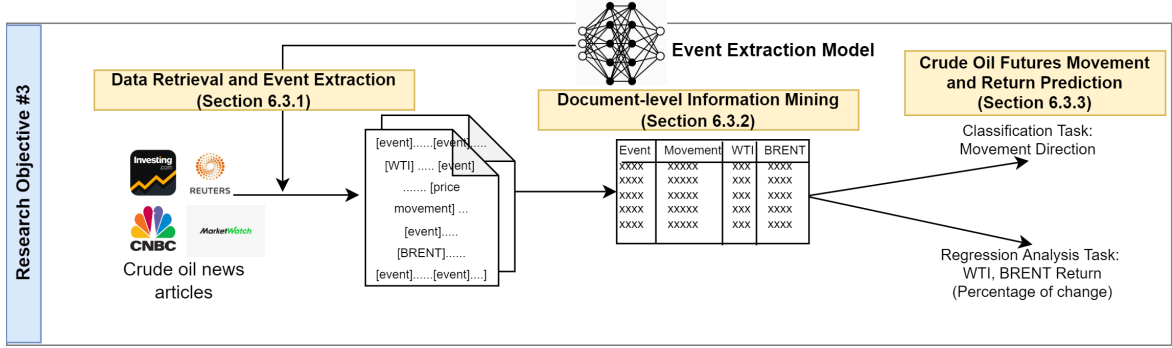 Research Objective #3
Event Extraction Model
Data Retrieval and Event Extraction
(Section 6.3.1)
Document-level Information Mining
(Section 6.3.2)
Crude Oil Futures Movement
and Return Prediction
(Section 6.3.3)
Investing
.com
REUTERS
CNBC
MarketWatch
Crude oil news
articles
[event]......[event].....
[WTI] ..... [event]
....... [price
movement] ...
[event].....
[BRENT]......
[event]......[event]....]
Event Movement WTI BRENT
xxxx xxxxx xxx xxxx
xxxx xxxxx xxx xxxx
xxxx xxxxx xxx xxxx
xxxx xxxxx xxx xxxx
xxxx xxxxx xxx xxxx
Classification Task:
Movement Direction
Regression Analysis Task:
WTI, BRENT Return
(Percentage of change)